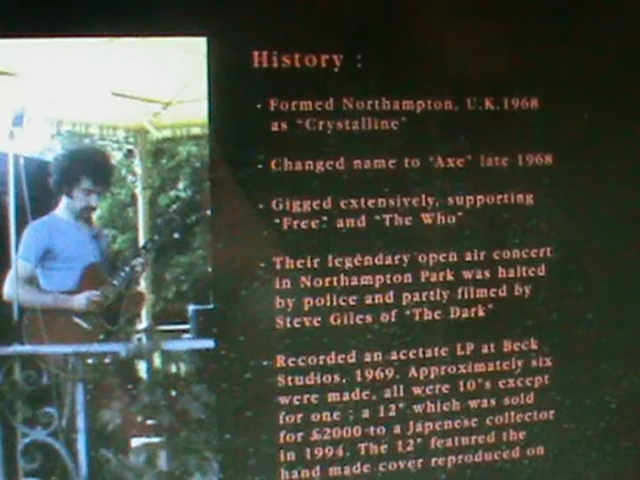 History :
- Formed Northampton, U.K.1968
as "Crystalline"
- Changed name to "Axe" late 1968
- Gigged extensively, supporting
"Free" and "The Who"
- Their legendary open air concert
in Northampton Park was halted
by police and partly filmed by
Steve Giles of "The Dark"
- Recorded an acetate LP at Beck
Studios, 1969. Approximately six
were made, all were 10"s except
for one ; a 12" which was sold
for £2000 to a Japenese collector
in 1994. The 12" featured the
hand made cover reproduced on